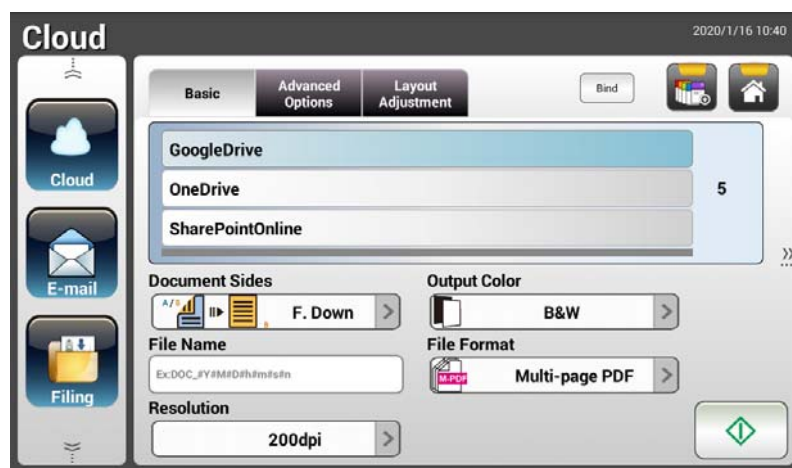 Cloud
2020/1/16 10:40
Basic
Advanced Options
Layout Adjustment
Bind
Cloud
GoogleDrive
OneDrive
5
SharePointOnline
E-mail
Document Sides
Output Color
A/B
F. Down
B&W
File Name
File Format
Ex:DOC_#Y#M#D#h#m#s#n
M-PDF
Multi-page PDF
Filing
Resolution
200dpi